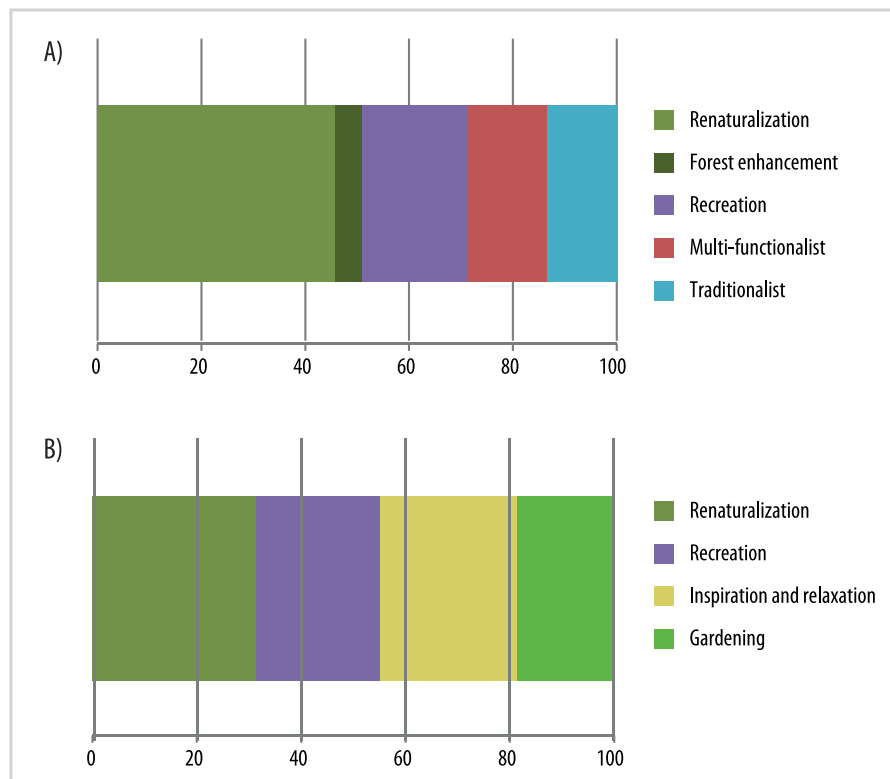 A)
Renaturalization
Forest enhancement
Recreation
Multi-functionalist
Traditionalist
0 20 40 60 80 100
B)
Renaturalization
Recreation
Inspiration and relaxation
Gardening
0 20 40 60 80 100